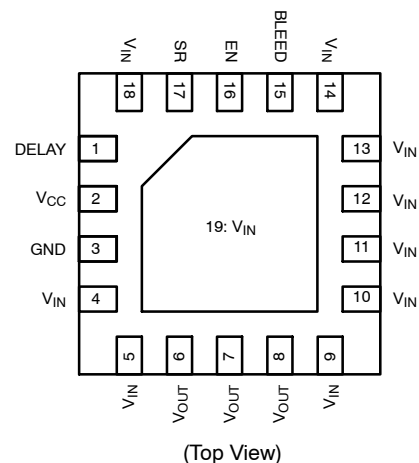 VIN SR EN BLEED VIN
18 17 16 15 14
DELAY 1 13 VIN
VCC 2 12 VIN
19: VIN
GND 3 11 VIN
VIN 4 10 VIN
5 6 7 8 9
VIN VOUT VOUT VOUT VIN
(Top View)